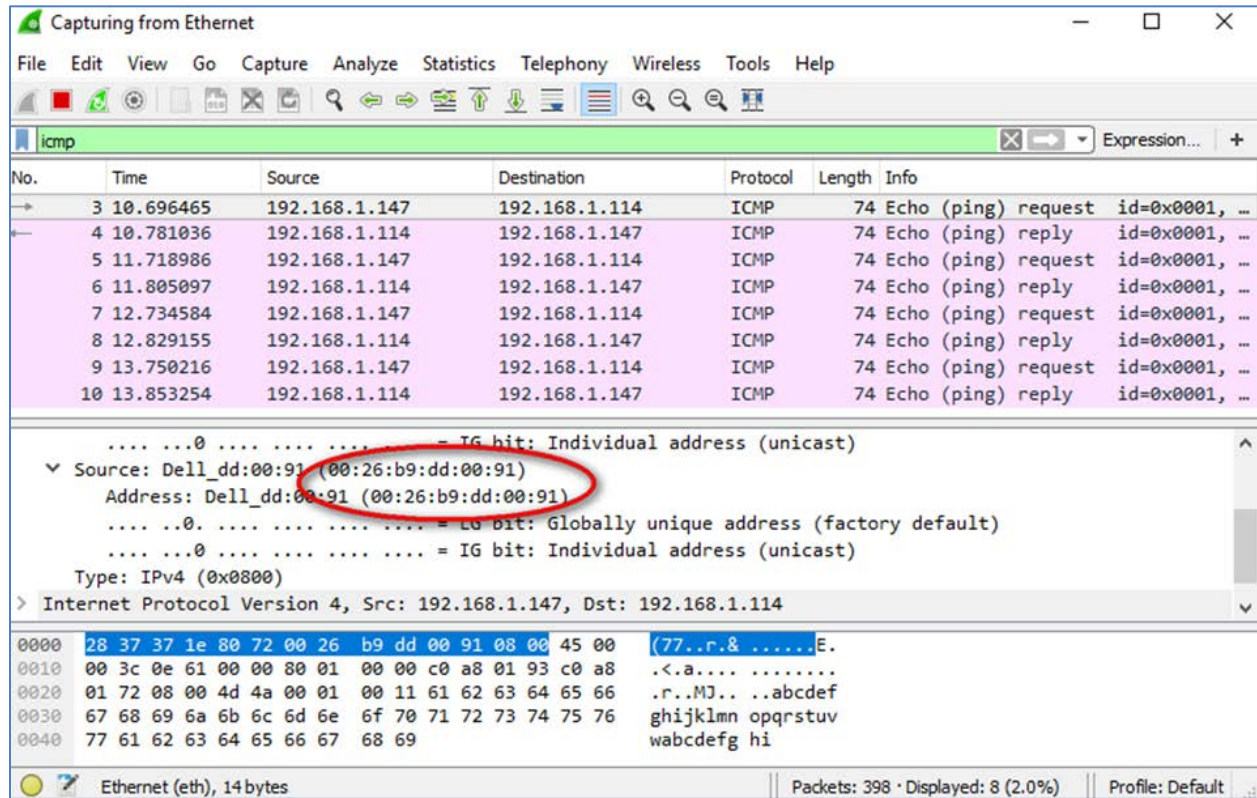 Capturing from Ethernet
File Edit View Go Capture Analyze Statistics Telephony Wireless Tools Help
icmp Expression... +
No. Time Source Destination Protocol Length Info
3 10.696465 192.168.1.147 192.168.1.114 ICMP 74 Echo (ping) request id=0x0001, …
4 10.781036 192.168.1.114 192.168.1.147 ICMP 74 Echo (ping) reply id=0x0001, …
5 11.718986 192.168.1.147 192.168.1.114 ICMP 74 Echo (ping) request id=0x0001, …
6 11.805097 192.168.1.114 192.168.1.147 ICMP 74 Echo (ping) reply id=0x0001, …
7 12.734584 192.168.1.147 192.168.1.114 ICMP 74 Echo (ping) request id=0x0001, …
8 12.829155 192.168.1.114 192.168.1.147 ICMP 74 Echo (ping) reply id=0x0001, …
9 13.750216 192.168.1.147 192.168.1.114 ICMP 74 Echo (ping) request id=0x0001, …
10 13.853254 192.168.1.114 192.168.1.147 ICMP 74 Echo (ping) reply id=0x0001, …
.... ...0 .... .... .... .... = IG bit: Individual address (unicast)
Source: Dell_dd:00:91 (00:26:b9:dd:00:91)
Address: Dell_dd:00:91 (00:26:b9:dd:00:91)
.... ..0. .... .... .... .... = LG bit: Globally unique address (factory default)
.... ...0 .... .... .... .... = IG bit: Individual address (unicast)
Type: IPv4 (0x0800)
> Internet Protocol Version 4, Src: 192.168.1.147, Dst: 192.168.1.114
0000 28 37 37 1e 80 72 00 26 b9 dd 00 91 08 00 45 00 (77..r.& ......E.
0010 00 3c 0e 61 00 00 80 01 00 00 c0 a8 01 93 c0 a8 .<.a.... ........
0020 01 72 08 00 4d 4a 00 01 00 11 61 62 63 64 65 66 .r..MJ.. ..abcdef
0030 67 68 69 6a 6b 6c 6d 6e 6f 70 71 72 73 74 75 76 ghijklmn opqrstuv
0040 77 61 62 63 64 65 66 67 68 69 wabcdefg hi
Ethernet (eth), 14 bytes Packets: 398 · Displayed: 8 (2.0%) Profile: Default